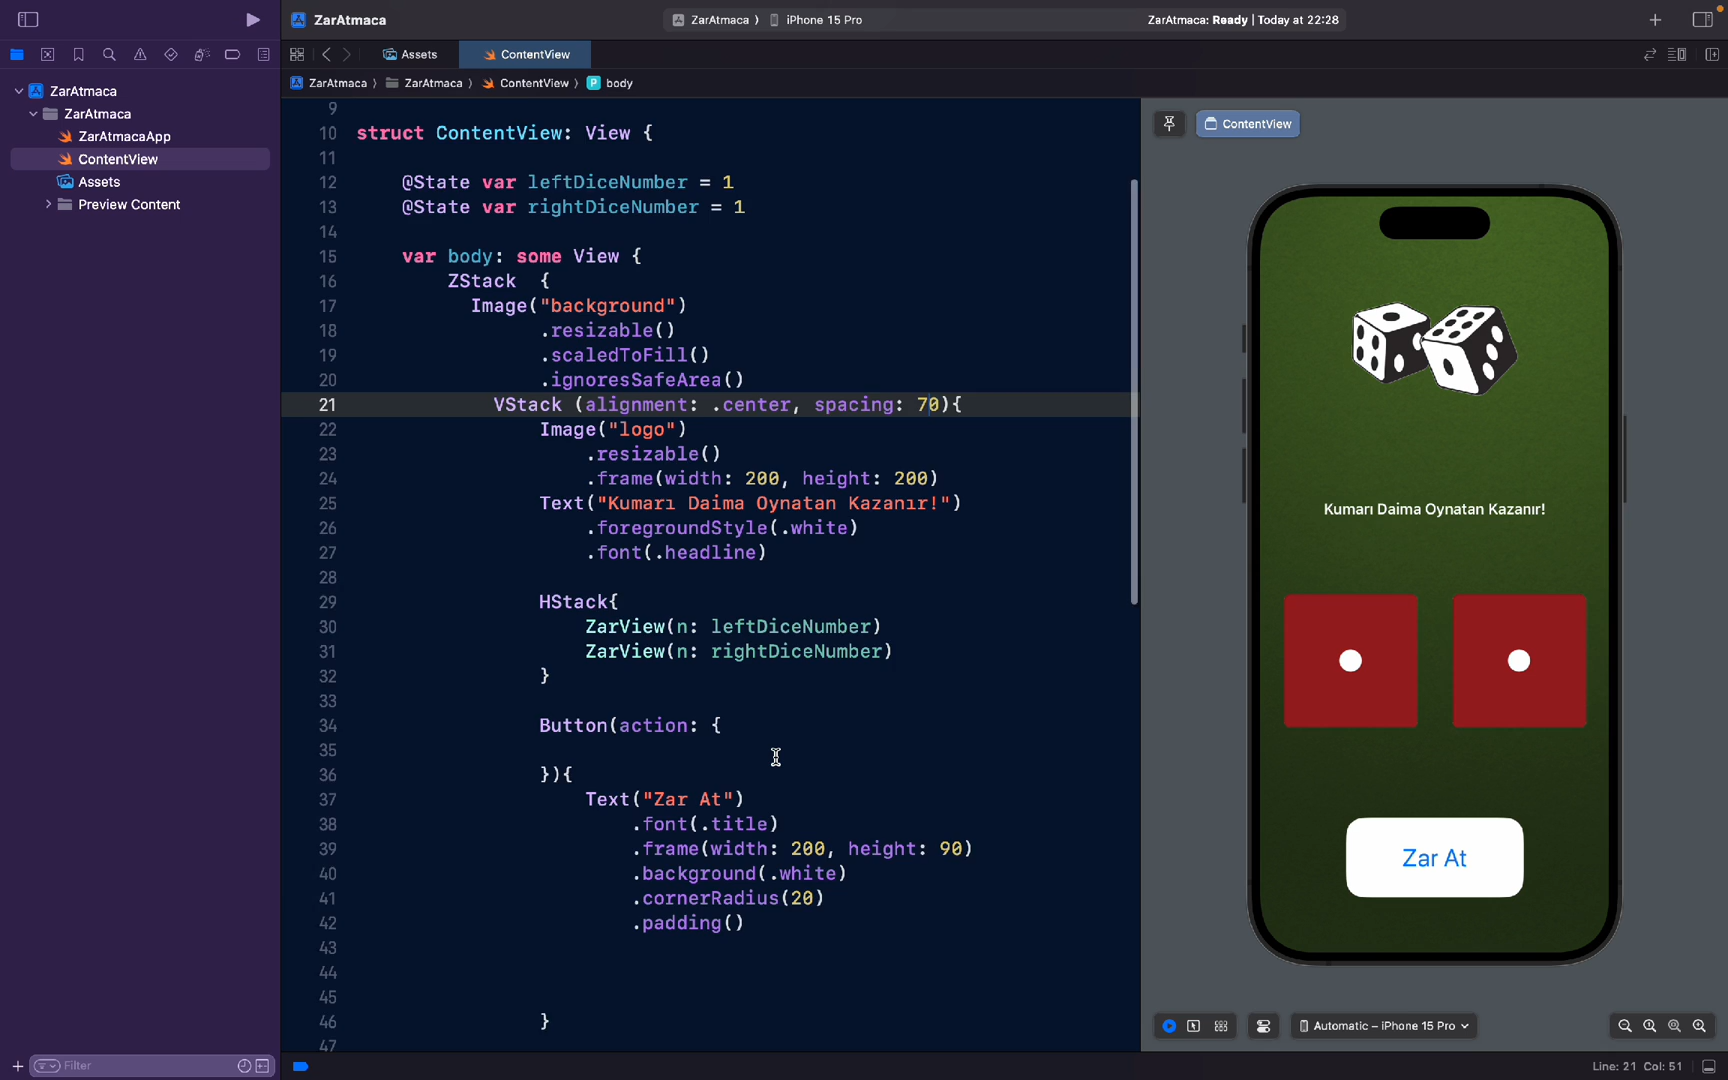 ZarAtmaca
ZarAtmaca 〉 iPhone 15 Pro
ZarAtmaca: Ready | Today at 22:28
Assets
ContentView
ZarAtmaca 〉 ZarAtmaca 〉 ContentView 〉 P body
ZarAtmaca
ZarAtmaca
ZarAtmacaApp
ContentView
Assets
Preview Content
9
10 struct ContentView: View {
11
12 @State var leftDiceNumber = 1
13 @State var rightDiceNumber = 1
14
15 var body: some View {
16 ZStack {
17 Image("background")
18 .resizable()
19 .scaledToFill()
20 .ignoresSafeArea()
21 VStack (alignment: .center, spacing: 70){
22 Image("logo")
23 .resizable()
24 .frame(width: 200, height: 200)
25 Text("Kumarı Daima Oynatan Kazanır!")
26 .foregroundStyle(.white)
27 .font(.headline)
28
29 HStack{
30 ZarView(n: leftDiceNumber)
31 ZarView(n: rightDiceNumber)
32 }
33
34 Button(action: {
35
36 }){
37 Text("Zar At")
38 .font(.title)
39 .frame(width: 200, height: 90)
40 .background(.white)
41 .cornerRadius(20)
42 .padding()
43
44
45
46 }
47
ContentView
Kumarı Daima Oynatan Kazanır!
Zar At
Automatic – iPhone 15 Pro
Filter
Line: 21 Col: 51